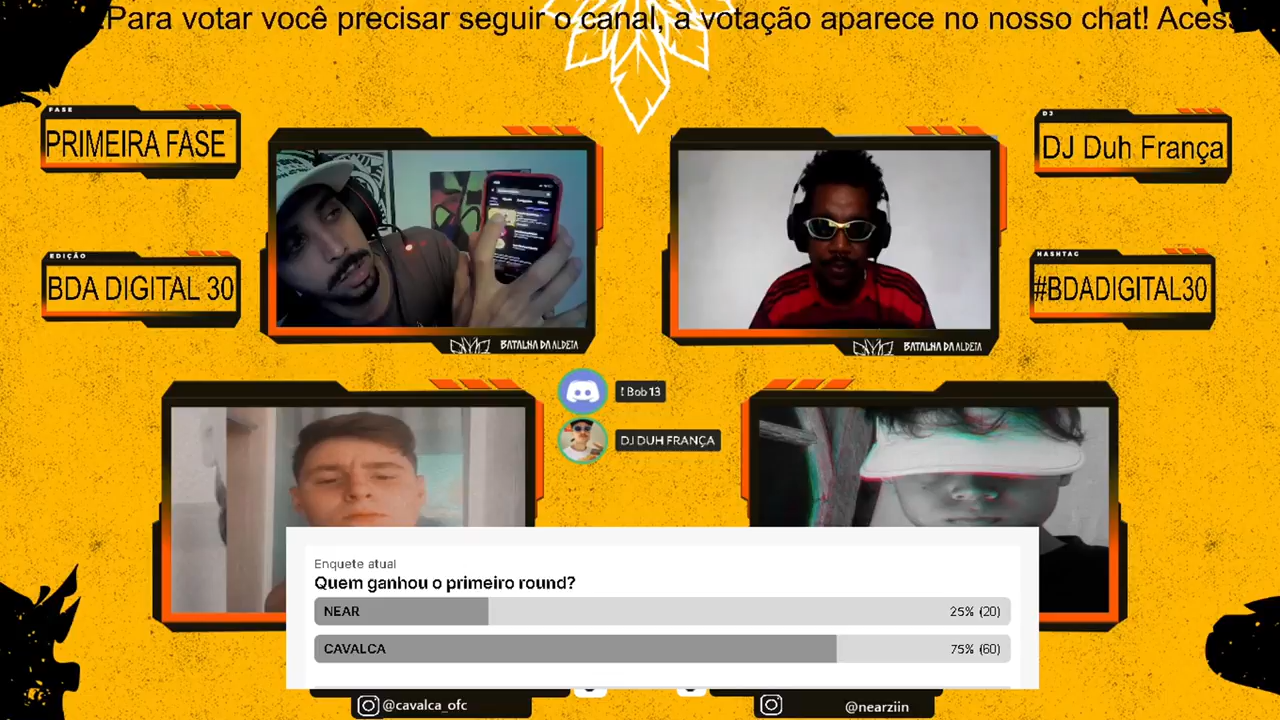 Para votar você precisar seguir o canal, a votação aparece no nosso chat! Acess
FASE
PRIMEIRA FASE
DJ
DJ Duh França
EDIÇÃO
BDA DIGITAL 30
HASHTAG
#BDADIGITAL30
BATALHA DA ALDEIA
BATALHA DA ALDEIA
! Bob 13
DJ DUH FRANÇA
Enquete atual
Quem ganhou o primeiro round?
NEAR 25% (20)
CAVALCA 75% (60)
@cavalca_ofc
@nearziin